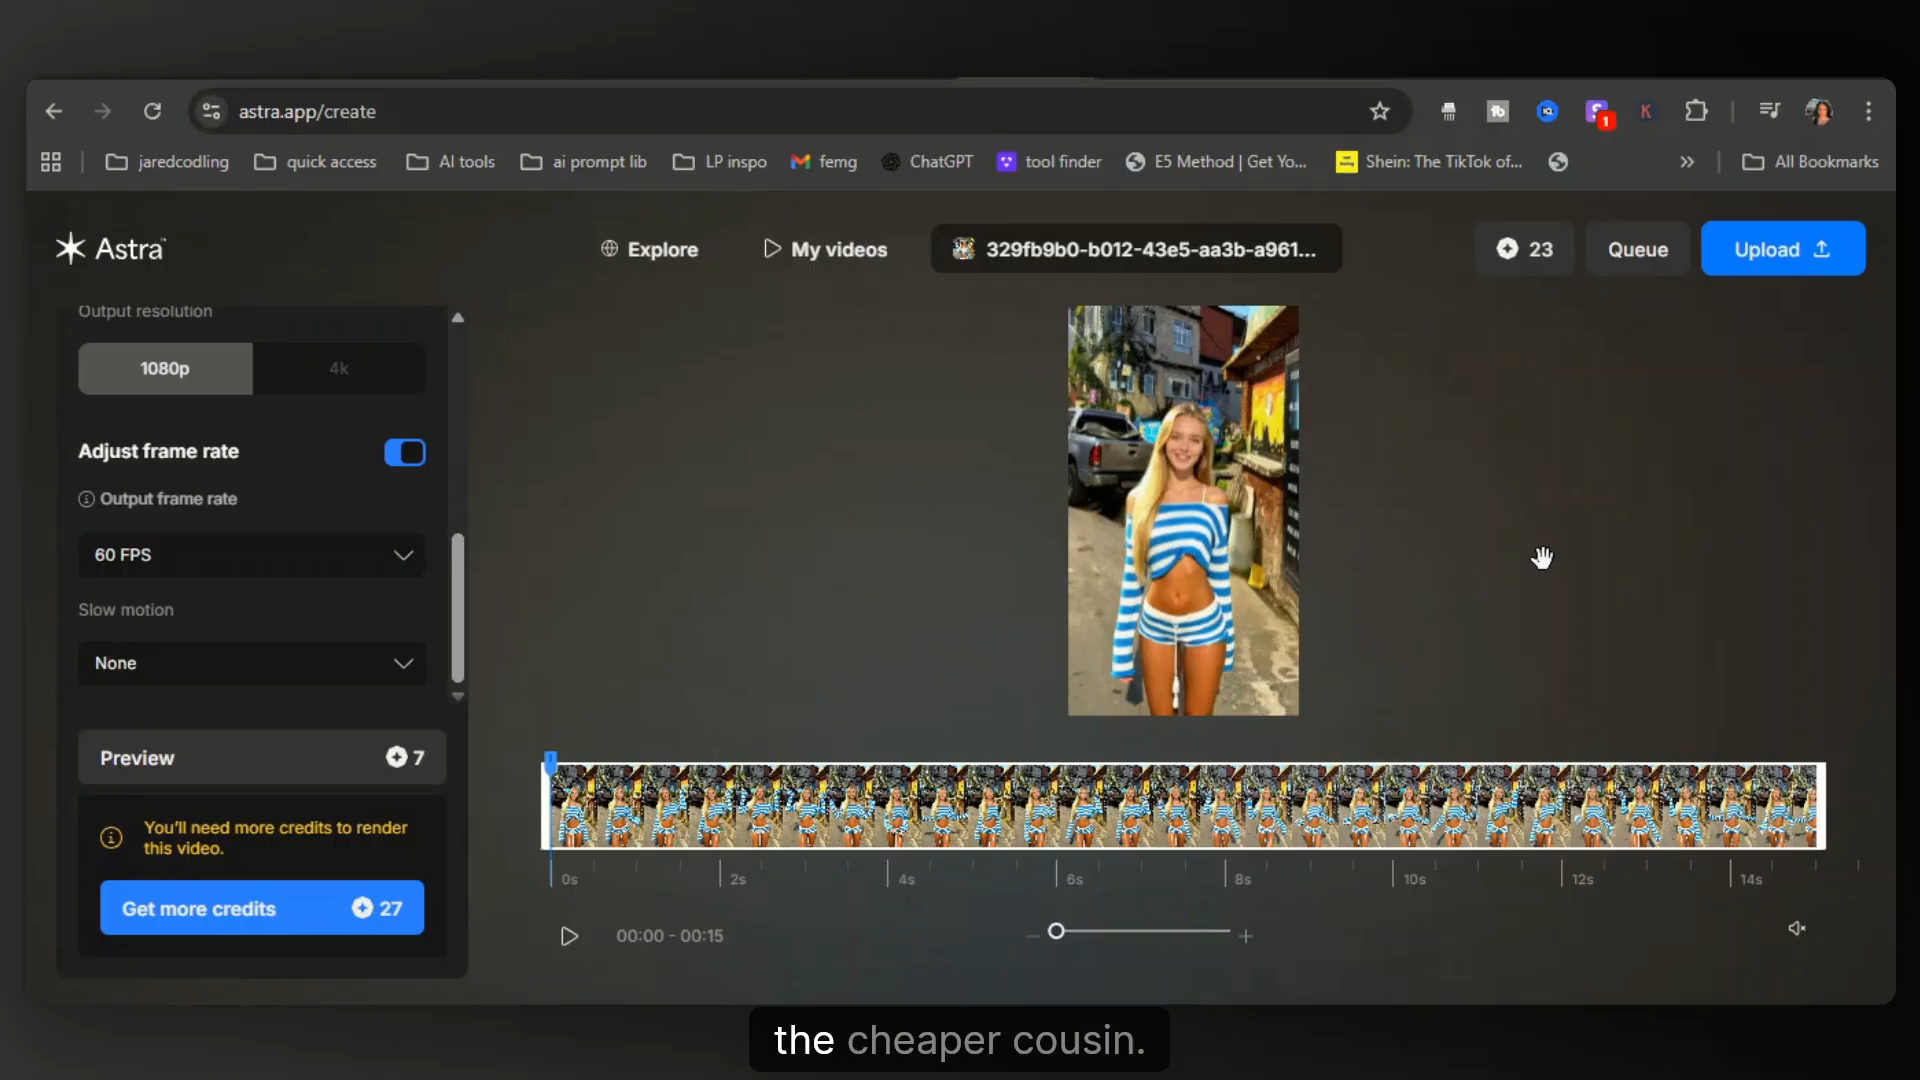 astra.app/create
1
jaredcoding
quick access
AI tools
ai prompt lib
LP inspo
femg
ChatGPT
tool finder
E5 Method | Get Yo...
Shein: The TikTok of...
All Bookmarks
Astra™
Explore
My videos
329fb9b0-b012-43e5-aa3b-a961...
23
Queue
Upload
Output resolution
1080p
4k
Adjust frame rate
Output frame rate
60 FPS
Slow motion
None
Preview
7
You'll need more credits to render
this video.
Get more credits
27
0s
2s
4s
6s
8s
10s
12s
14s
00:00 - 00:15
the cheaper cousin.